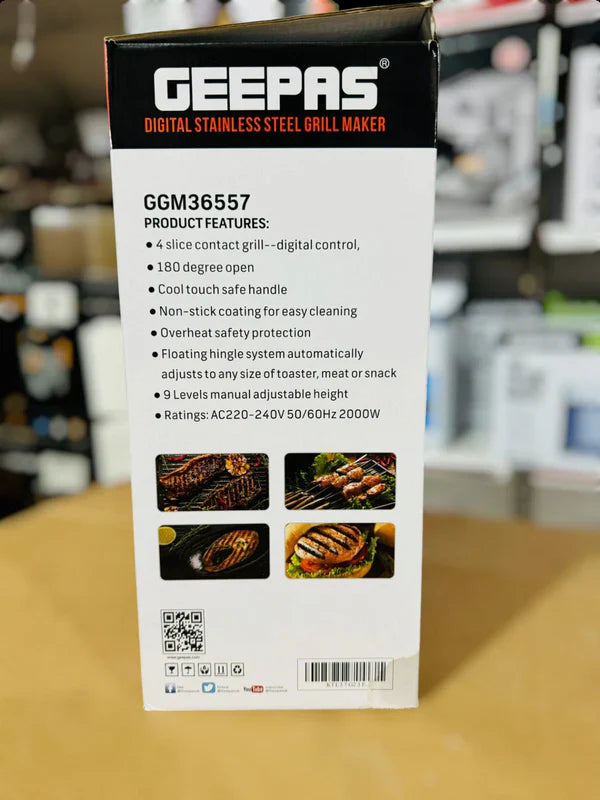 GEEPAS®
DIGITAL STAINLESS STEEL GRILL MAKER
GGM36557
PRODUCT FEATURES:
• 4 slice contact grill--digital control,
• 180 degree open
• Cool touch safe handle
• Non-stick coating for easy cleaning
• Overheat safety protection
• Floating hingle system automatically
adjusts to any size of toaster, meat or snack
• 9 Levels manual adjustable height
• Ratings: AC220-240V 50/60Hz 2000W
YouTube